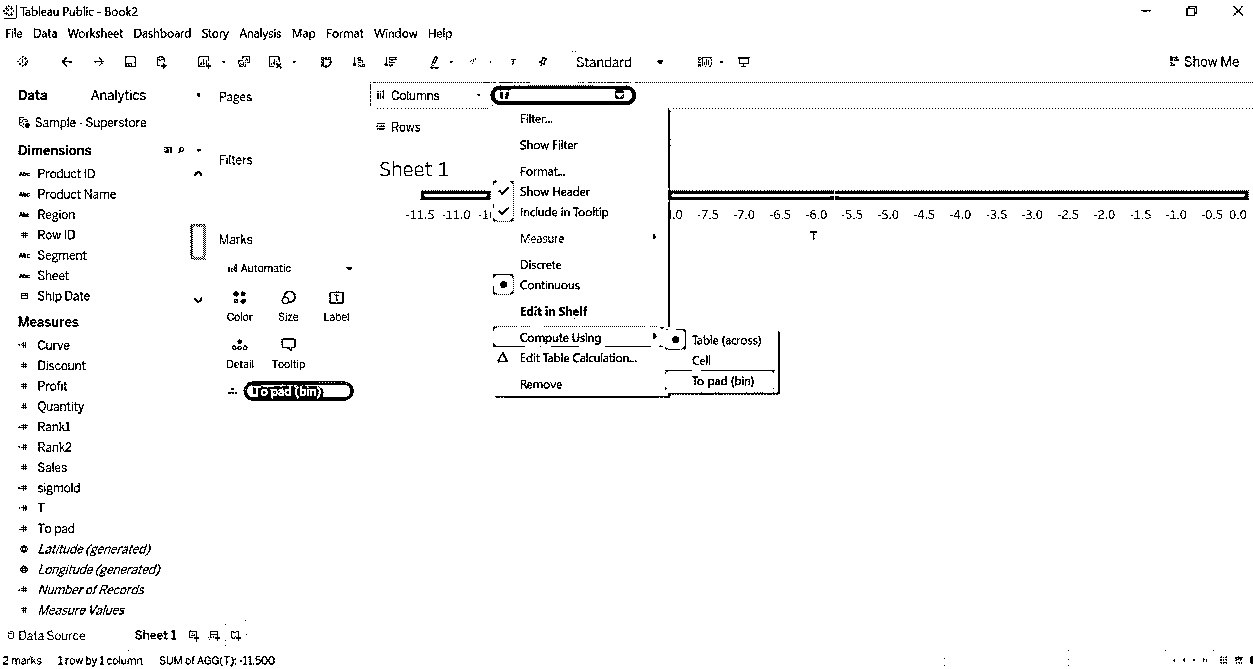 Tableau Public - Book2
File Data Worksheet Dashboard Story Analysis Map Format Window Help
Standard
Show Me
Data Analytics
Pages
Columns
Sample - Superstore
Rows
Dimensions
Filters
Sheet 1
Abc Product ID
Abc Product Name
Abc Region
# Row ID
Abc Segment
Abc Sheet
Ship Date
Measures
Curve
# Discount
# Profit
# Quantity
Rank1
Rank2
# Sales
sigmoid
T
To pad
Latitude (generated)
Longitude (generated)
Number of Records
# Measure Values
Marks
Automatic
Color Size Label
Detail Tooltip
To pad (bin)
Filter...
Show Filter
Format...
Show Header
Include in Tooltip
Measure
Discrete
Continuous
Edit in Shelf
Compute Using
Edit Table Calculation...
Remove
Table (across)
Cell
To pad (bin)
-11.5 -11.0 -7.5 -7.0 -6.5 -6.0 -5.5 -5.0 -4.5 -4.0 -3.5 -3.0 -2.5 -2.0 -1.5 -1.0 -0.5 0.0
T
Data Source Sheet 1
2 marks 1 row by 1 column SUM of AGG(T): -11.500